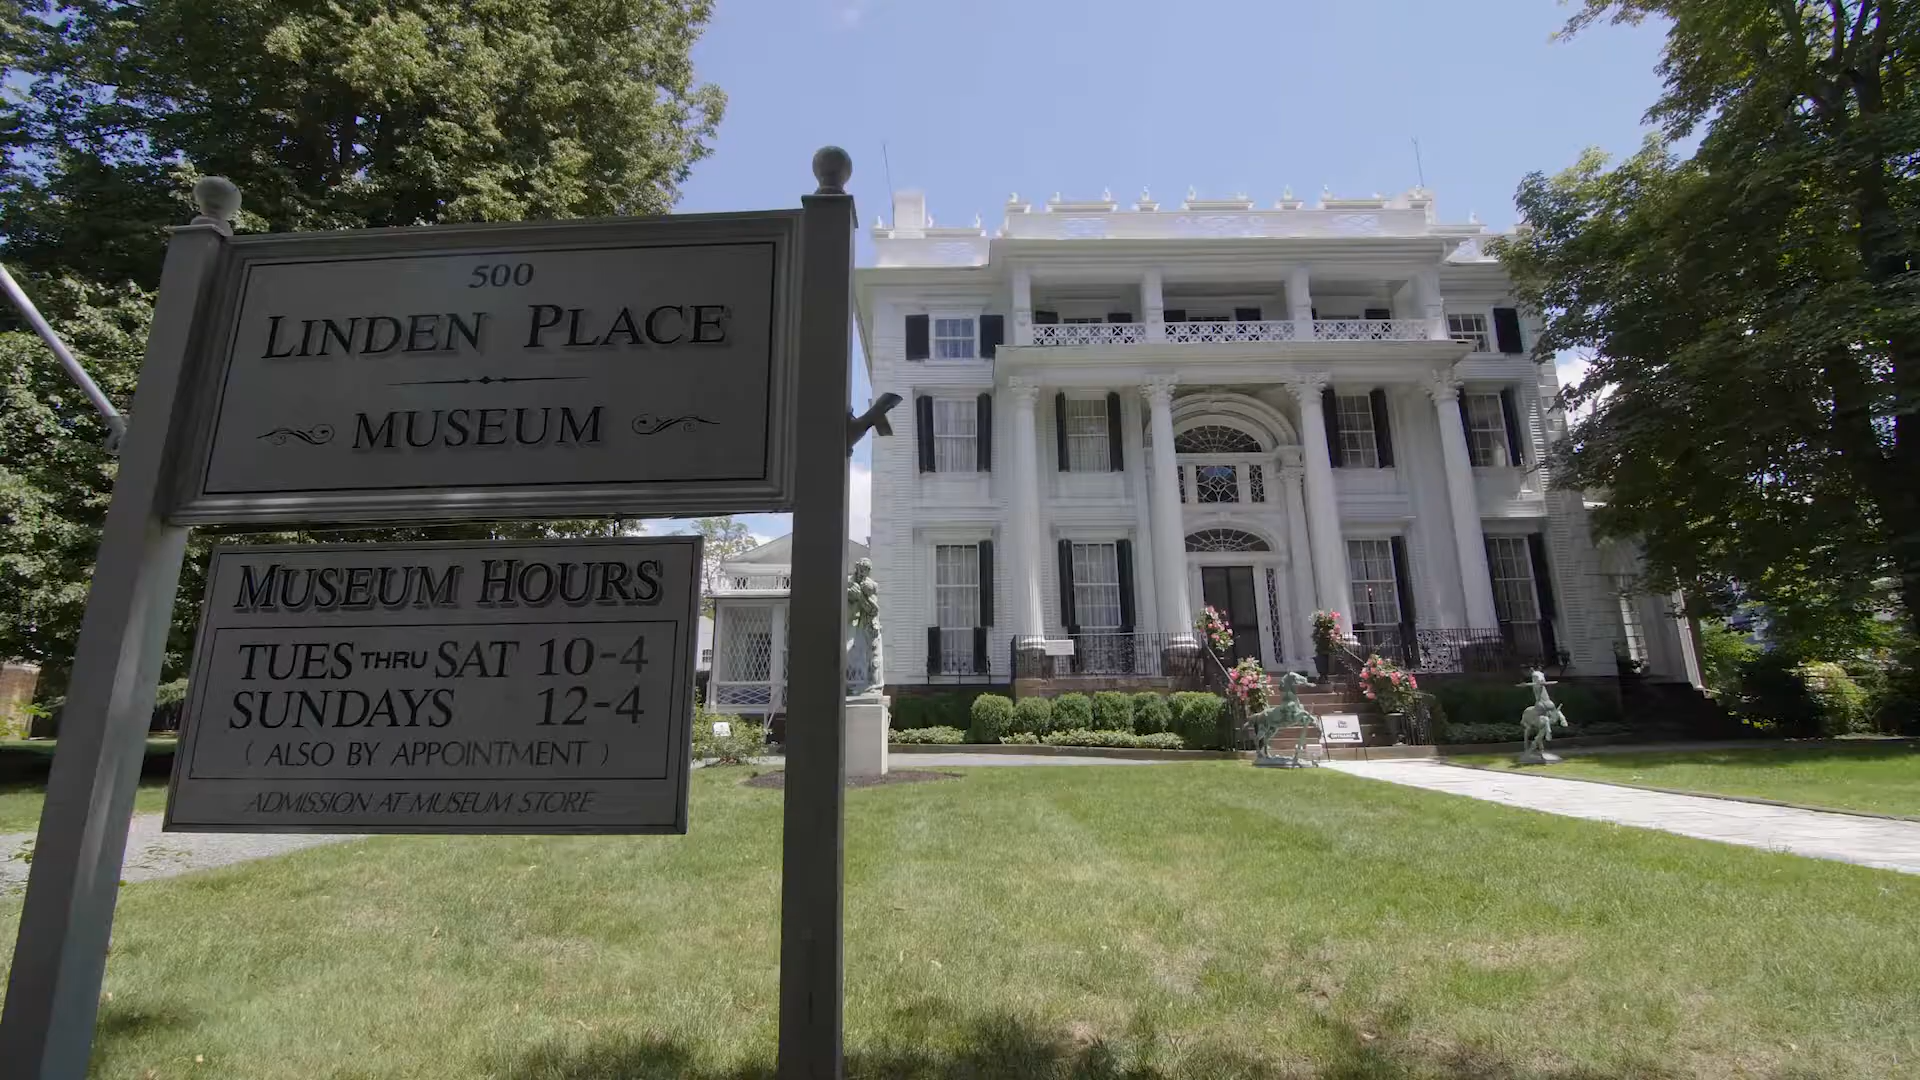 500
LINDEN PLACE
MUSEUM
MUSEUM HOURS
TUES THRU SAT 10-4
SUNDAYS 12-4
( ALSO BY APPOINTMENT )
ADMISSION AT MUSEUM STORE
ENTRANCE